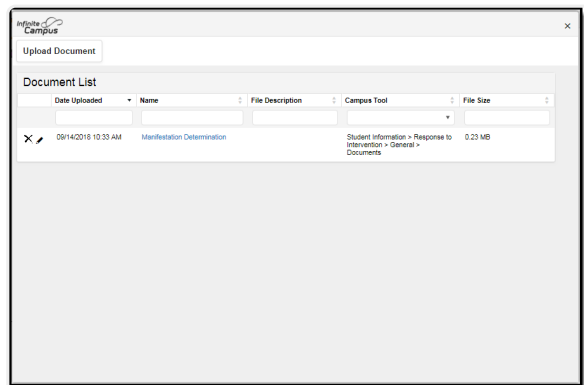 Infinite
Campus
×
Upload Document
Document List
Date Uploaded Name File Description Campus Tool File Size
09/14/2018 10:33 AM Manifestation Determination Student Information > Response to 0.23 MB
Intervention > General >
Documents